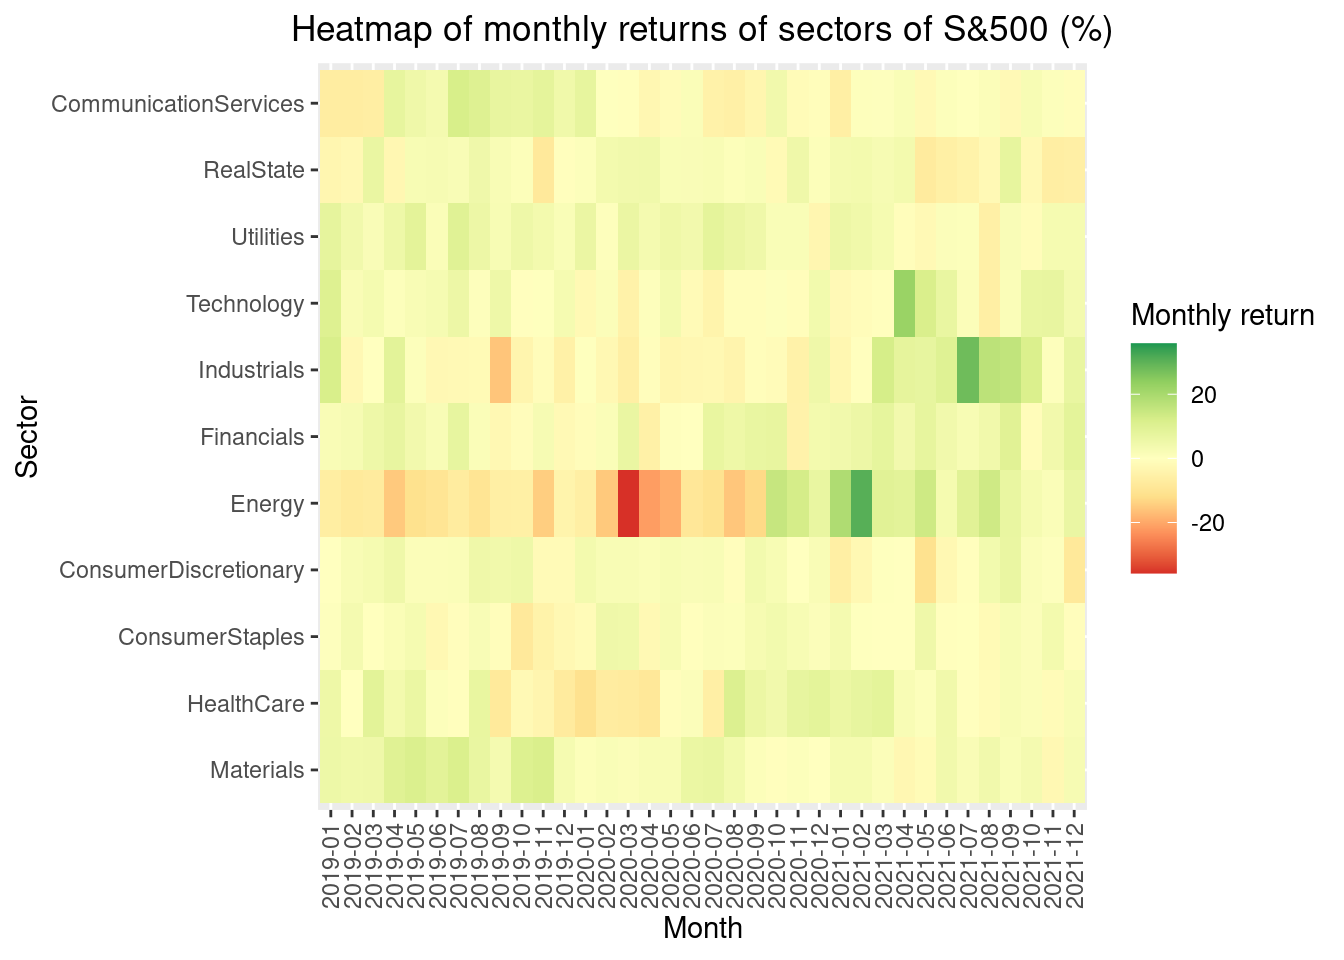 Heatmap of monthly returns of sectors of S&500 (%)
CommunicationServices
RealState
Utilities
Technology
Industrials
Financials
Energy
ConsumerDiscretionary
ConsumerStaples
HealthCare
Materials
Sector
2019-01
2019-02
2019-03
2019-04
2019-05
2019-06
2019-07
2019-08
2019-09
2019-10
2019-11
2019-12
2020-01
2020-02
2020-03
2020-04
2020-05
2020-06
2020-07
2020-08
2020-09
2020-10
2020-11
2020-12
2021-01
2021-02
2021-03
2021-04
2021-05
2021-06
2021-07
2021-08
2021-09
2021-10
2021-11
2021-12
Month
Monthly return
20
0
-20